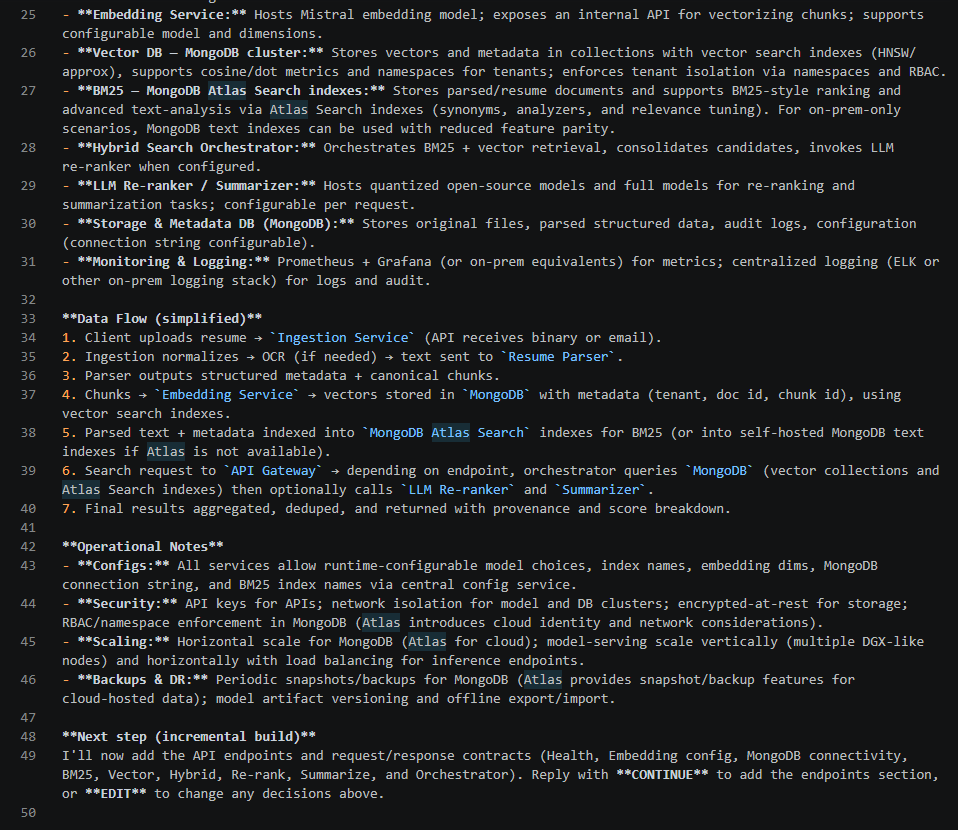 25 - **Embedding Service:** Hosts Mistral embedding model; exposes an internal API for vectorizing chunks; supports
configurable model and dimensions.
26 - **Vector DB — MongoDB cluster:** Stores vectors and metadata in collections with vector search indexes (HNSW/
approx), supports cosine/dot metrics and namespaces for tenants; enforces tenant isolation via namespaces and RBAC.
27 - **BM25 — MongoDB Atlas Search indexes:** Stores parsed/resume documents and supports BM25-style ranking and
advanced text-analysis via Atlas Search indexes (synonyms, analyzers, and relevance tuning). For on-prem-only
scenarios, MongoDB text indexes can be used with reduced feature parity.
28 - **Hybrid Search Orchestrator:** Orchestrates BM25 + vector retrieval, consolidates candidates, invokes LLM
re-ranker when configured.
29 - **LLM Re-ranker / Summarizer:** Hosts quantized open-source models and full models for re-ranking and
summarization tasks; configurable per request.
30 - **Storage & Metadata DB (MongoDB):** Stores original files, parsed structured data, audit logs, configuration
(connection string configurable).
31 - **Monitoring & Logging:** Prometheus + Grafana (or on-prem equivalents) for metrics; centralized logging (ELK or
other on-prem logging stack) for logs and audit.
32
33 **Data Flow (simplified)**
34 1. Client uploads resume → `Ingestion Service` (API receives binary or email).
35 2. Ingestion normalizes → OCR (if needed) → text sent to `Resume Parser`.
36 3. Parser outputs structured metadata + canonical chunks.
37 4. Chunks → `Embedding Service` → vectors stored in `MongoDB` with metadata (tenant, doc id, chunk id), using
vector search indexes.
38 5. Parsed text + metadata indexed into `MongoDB Atlas Search` indexes for BM25 (or into self-hosted MongoDB text
indexes if Atlas is not available).
39 6. Search request to `API Gateway` → depending on endpoint, orchestrator queries `MongoDB` (vector collections and
Atlas Search indexes) then optionally calls `LLM Re-ranker` and `Summarizer`.
40 7. Final results aggregated, deduped, and returned with provenance and score breakdown.
41
42 **Operational Notes**
43 - **Configs:** All services allow runtime-configurable model choices, index names, embedding dims, MongoDB
connection string, and BM25 index names via central config service.
44 - **Security:** API keys for APIs; network isolation for model and DB clusters; encrypted-at-rest for storage;
RBAC/namespace enforcement in MongoDB (Atlas introduces cloud identity and network considerations).
45 - **Scaling:** Horizontal scale for MongoDB (Atlas for cloud); model-serving scale vertically (multiple DGX-like
nodes) and horizontally with load balancing for inference endpoints.
46 - **Backups & DR:** Periodic snapshots/backups for MongoDB (Atlas provides snapshot/backup features for
cloud-hosted data); model artifact versioning and offline export/import.
47
48 **Next step (incremental build)**
49 I'll now add the API endpoints and request/response contracts (Health, Embedding config, MongoDB connectivity,
BM25, Vector, Hybrid, Re-rank, Summarize, and Orchestrator). Reply with **CONTINUE** to add the endpoints section,
or **EDIT** to change any decisions above.
50